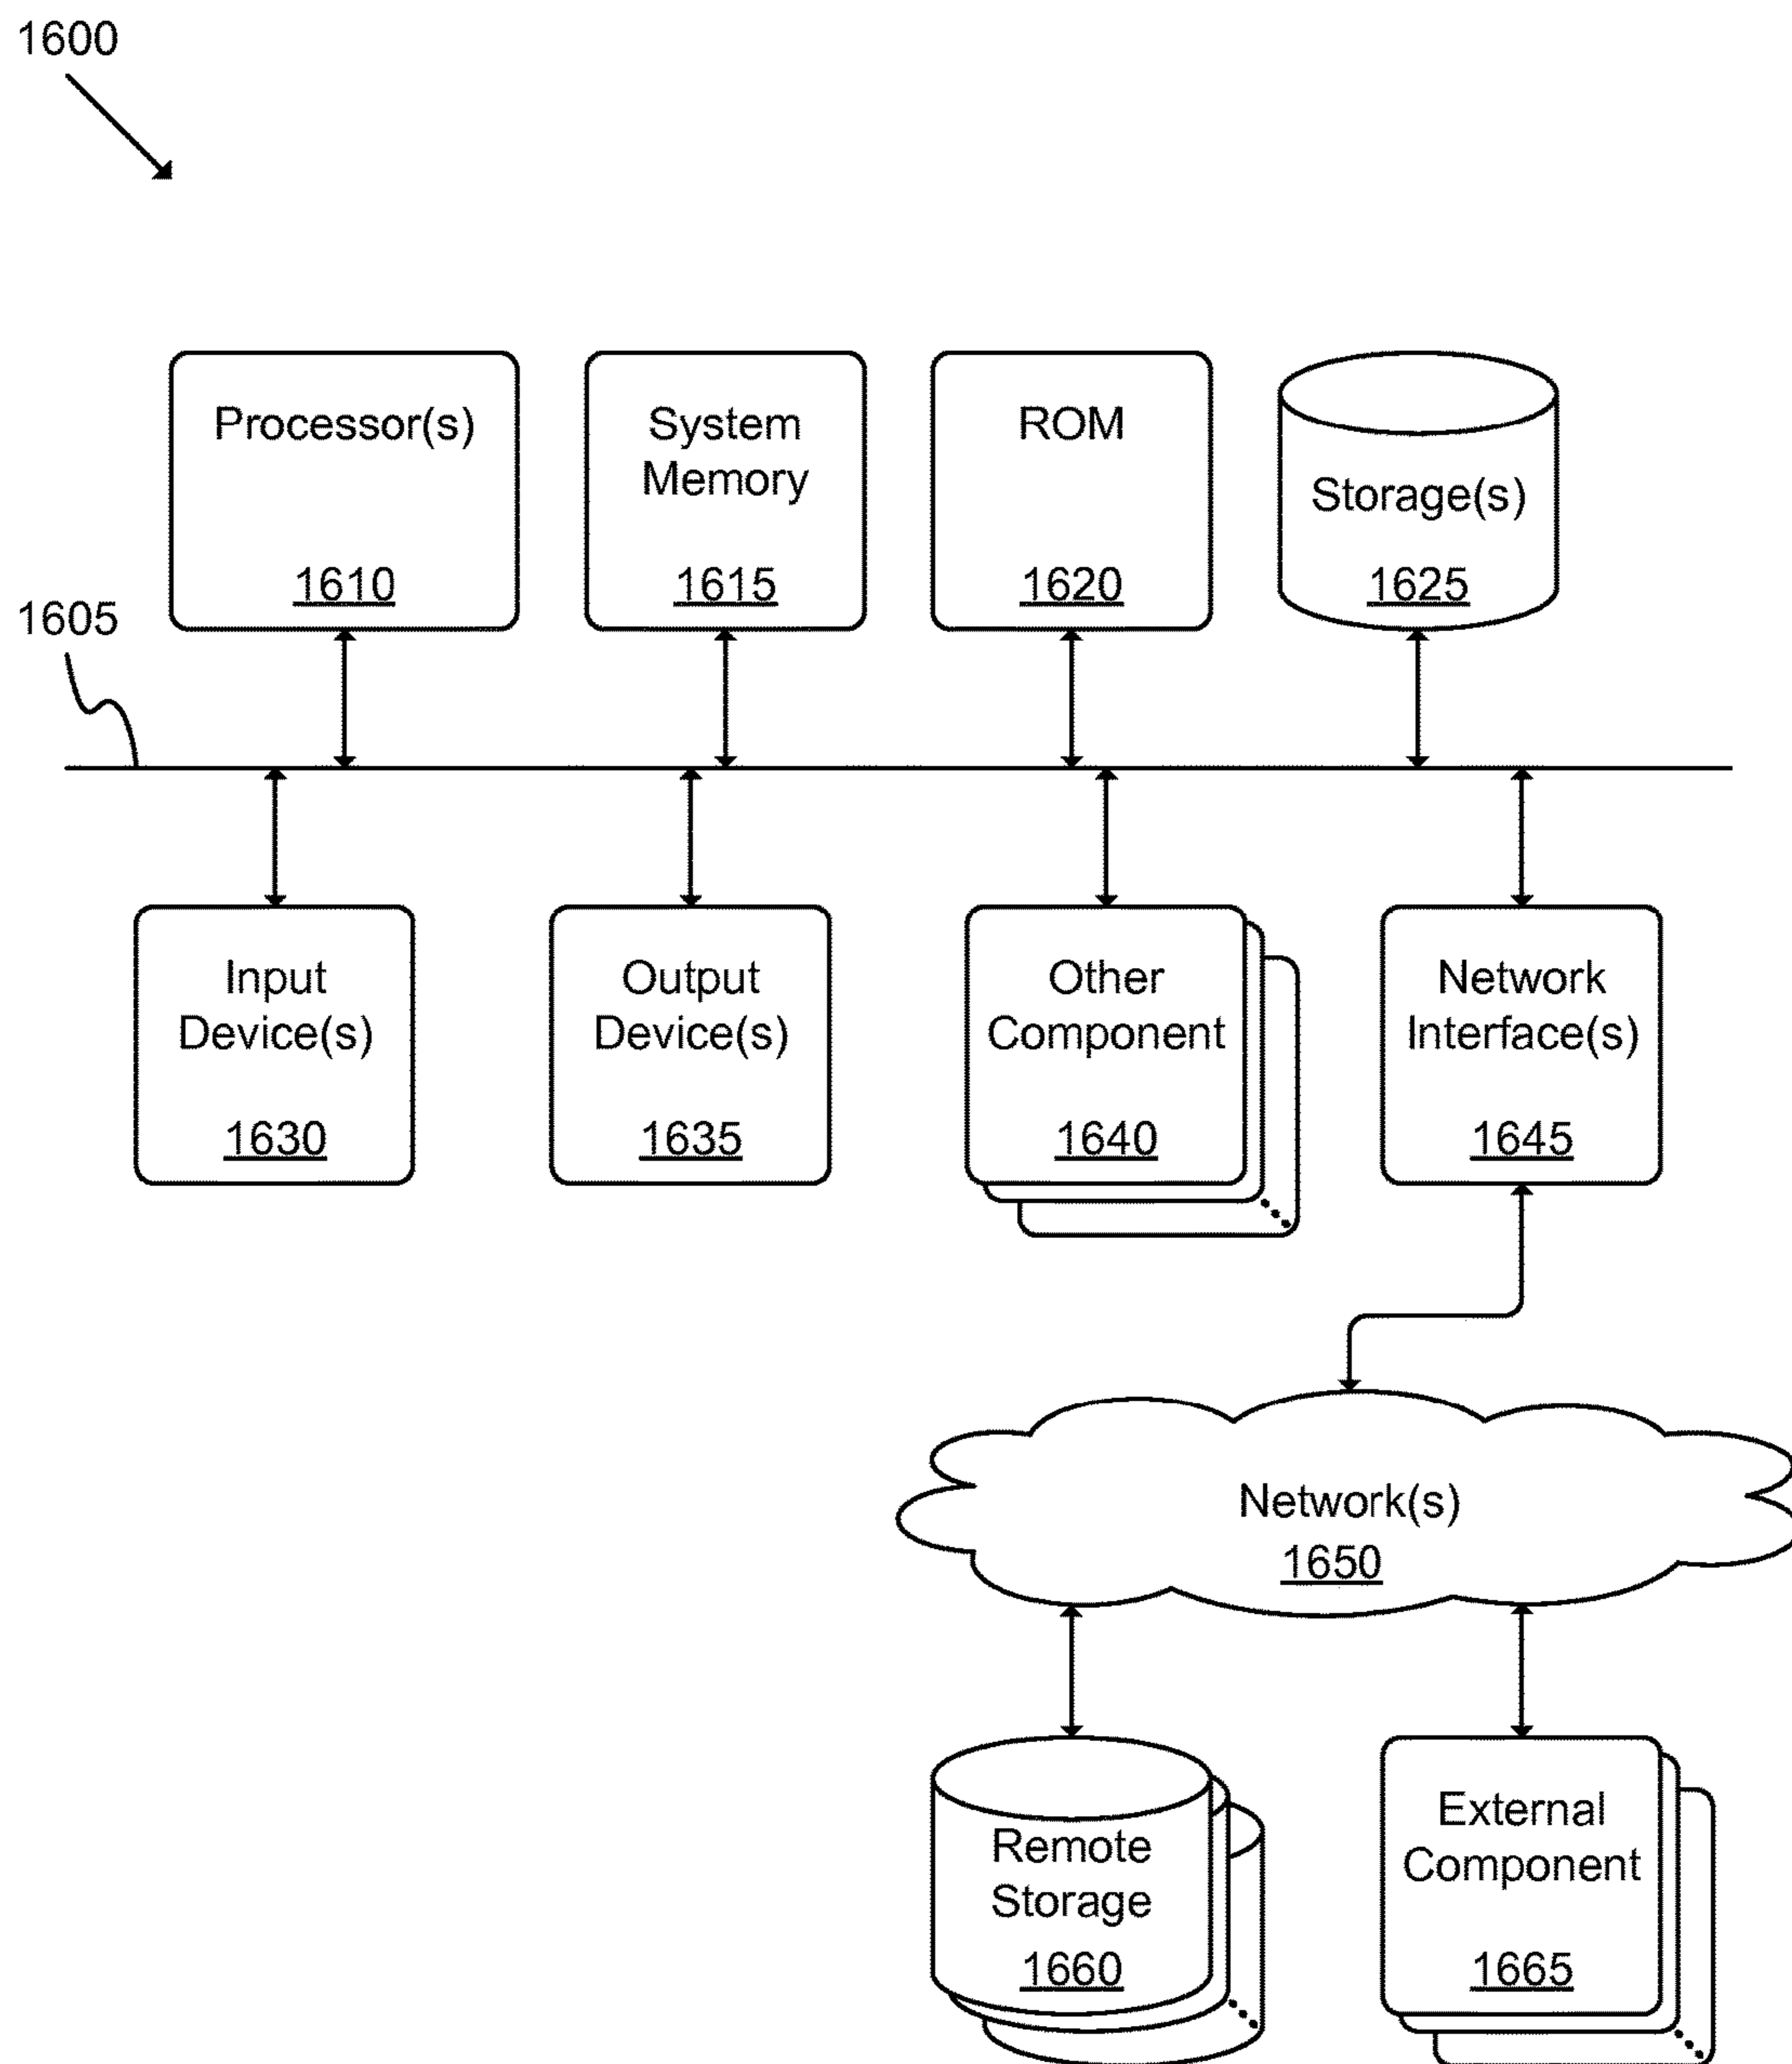 1600
Processor(s)
1610
System
Memory
1615
ROM
1620
Storage(s)
1625
1605
Input
Device(s)
1630
Output
Device(s)
1635
Other
Component
1640
Network
Interface(s)
1645
Network(s)
1650
Remote
Storage
1660
External
Component
1665